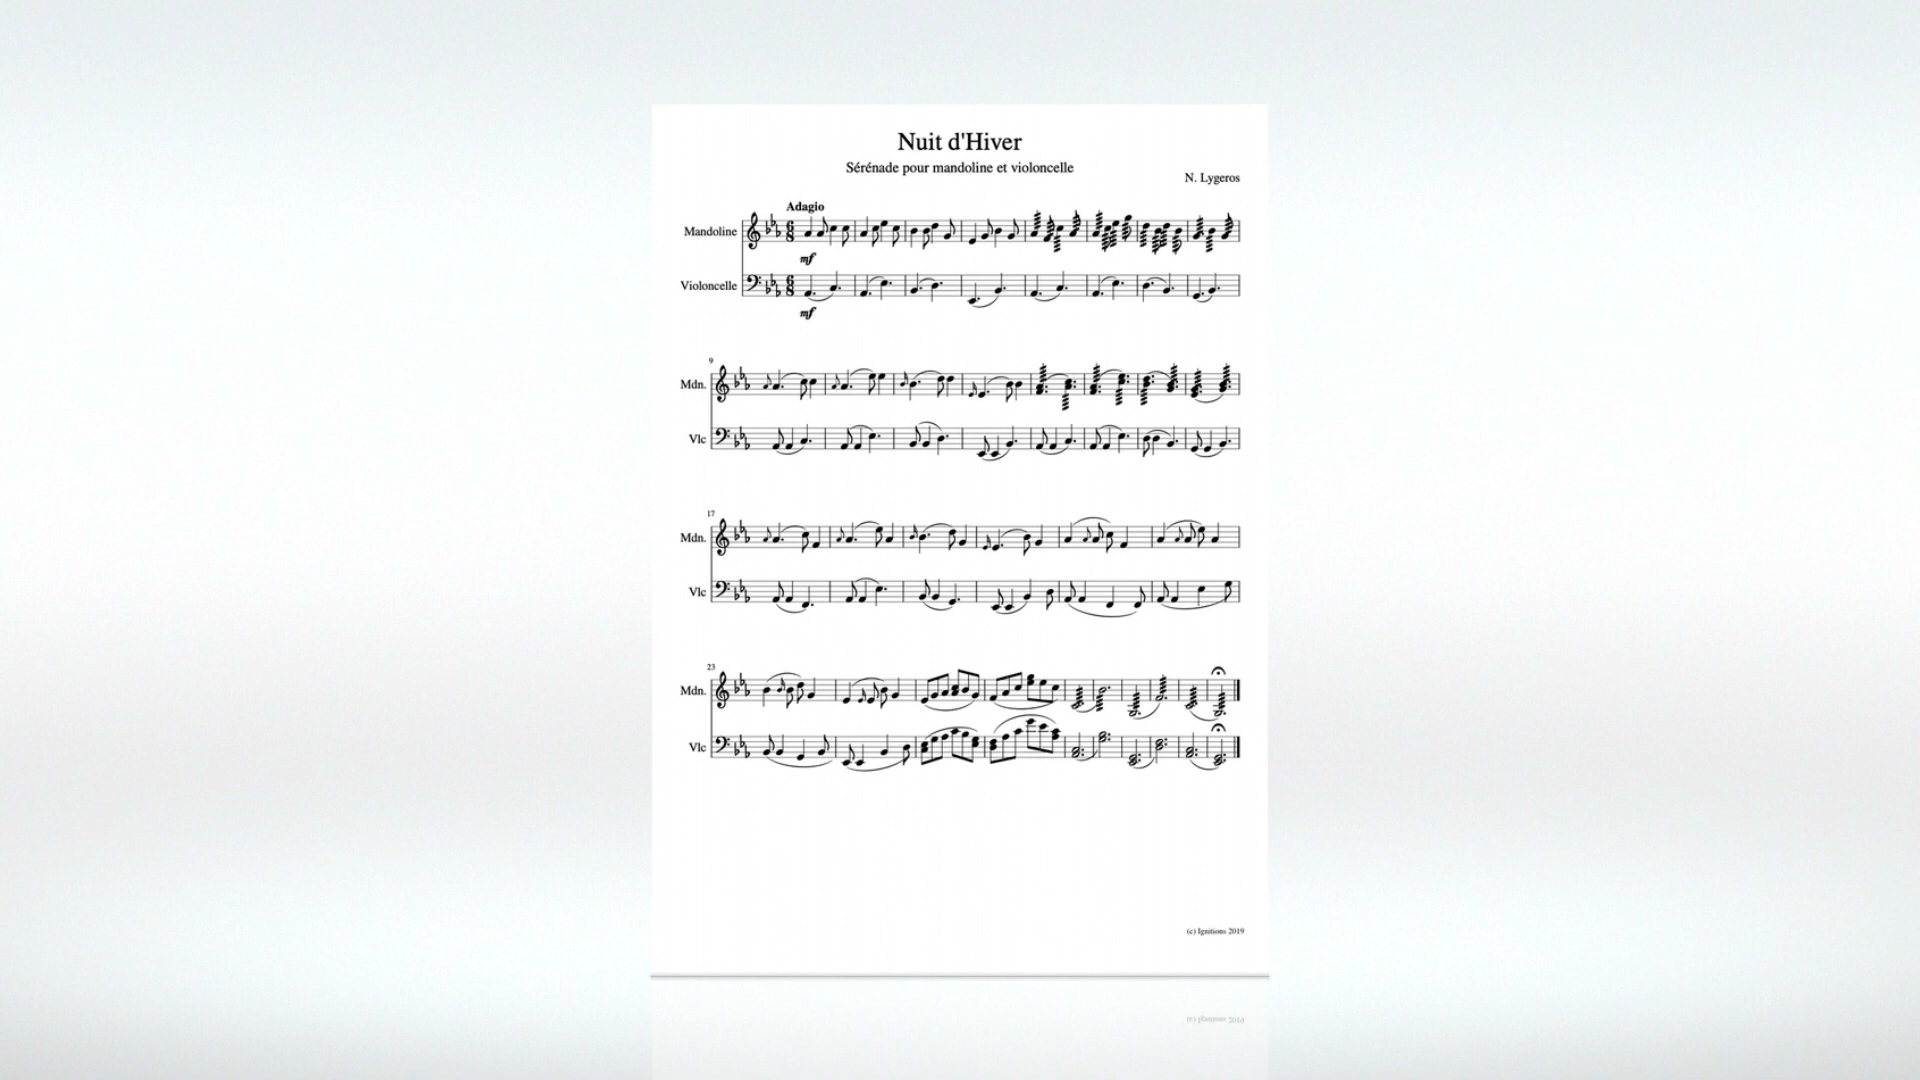 Nuit d'Hiver
Sérénade pour mandoline et violoncelle
N. Lygeros
Adagio
Mandoline
mf
Violoncelle
mf
9
Mdn.
Vlc
17
Mdn.
Vlc
23
Mdn.
Vlc
(c) Ignitions 2019